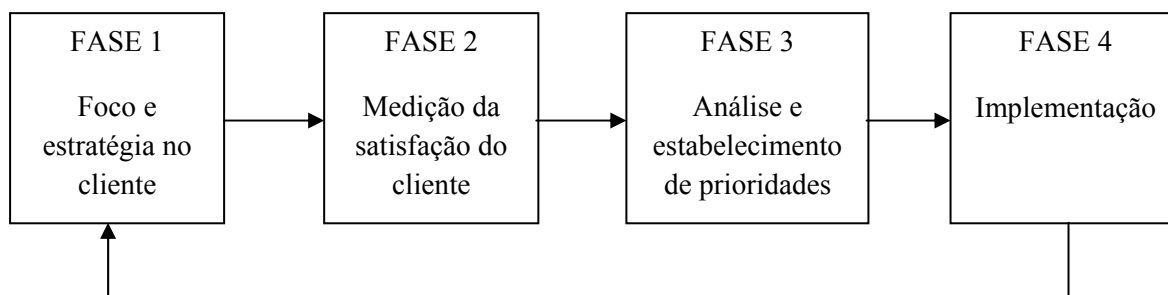 FASE 1
Foco e
estratégia no
cliente
FASE 2
Medição da
satisfação do
cliente
FASE 3
Análise e
estabelecimento
de prioridades
FASE 4
Implementação